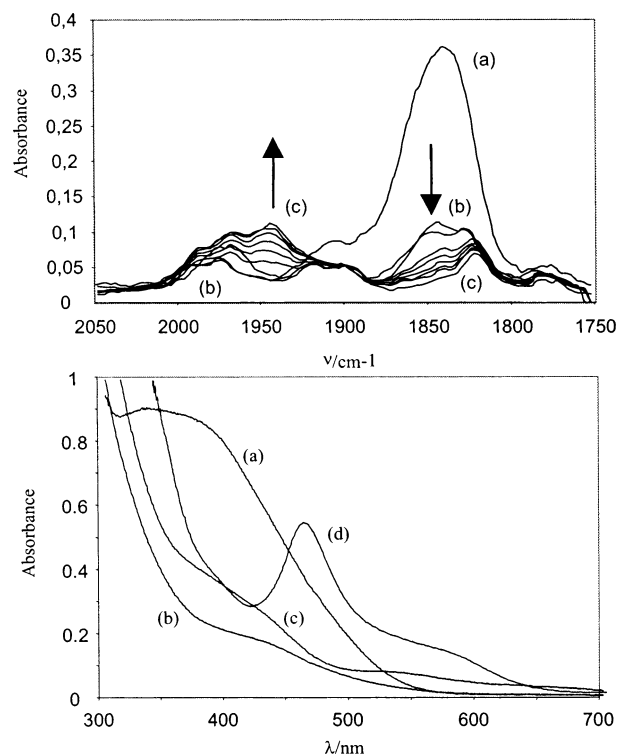 0,4
0,35
0,3
0,25
0,2
0,15
0,1
0,05
0
Absorbance
(a)
(c)
(b)
(b)
(c)
2050 2000 1950 1900 1850 1800 1750
ν/cm-1
1
0.8
0.6
0.4
0.2
0
Absorbance
(a)
(d)
(b)
(c)
300 400 500 600 700
λ/nm